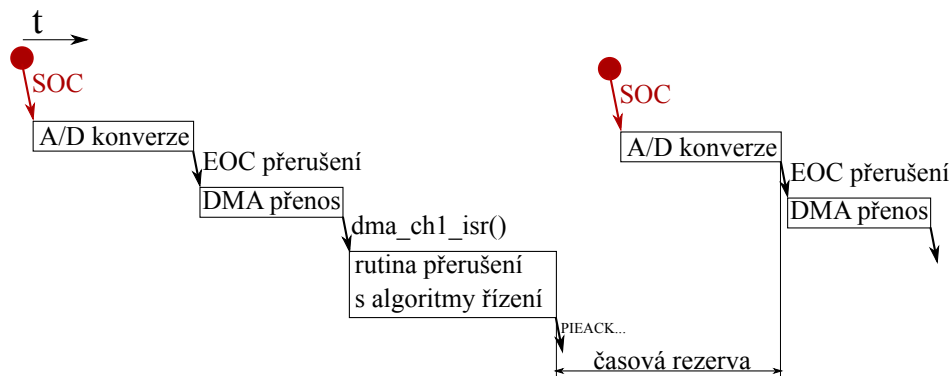 t
SOC
A/D konverze
EOC přerušení
DMA přenos
dma_ch1_isr()
rutina přerušení
s algoritmy řízení
PIEACK...
časová rezerva
SOC
A/D konverze
EOC přerušení
DMA přenos